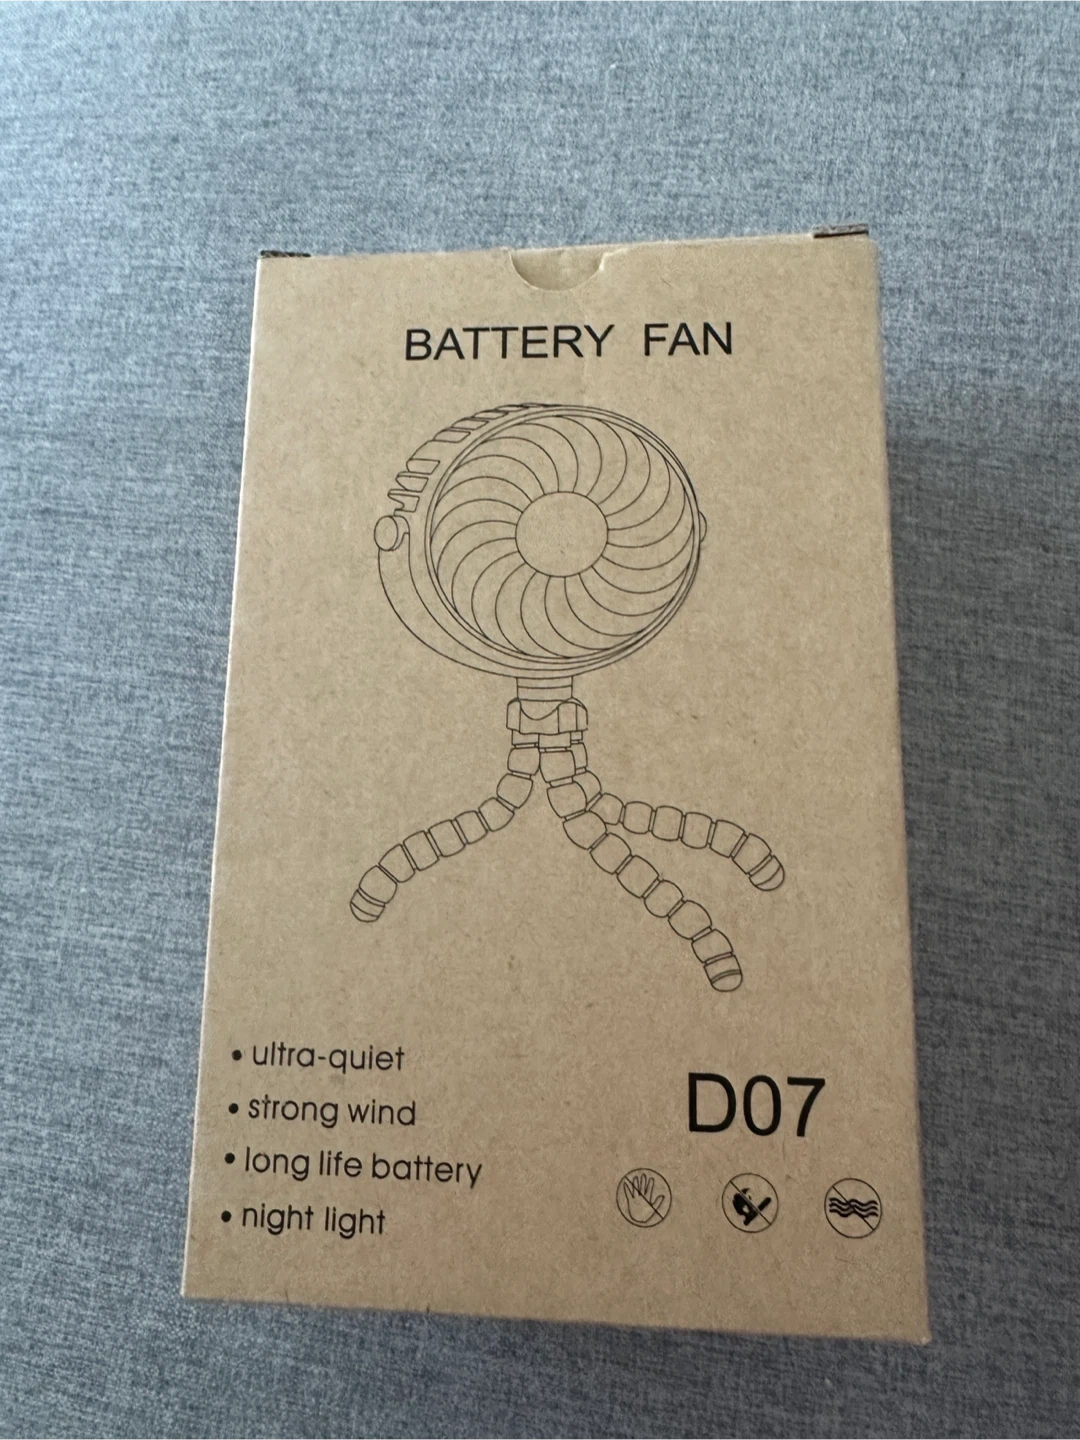 BATTERY FAN
• ultra-quiet
• strong wind
• long life battery
• night light
D07